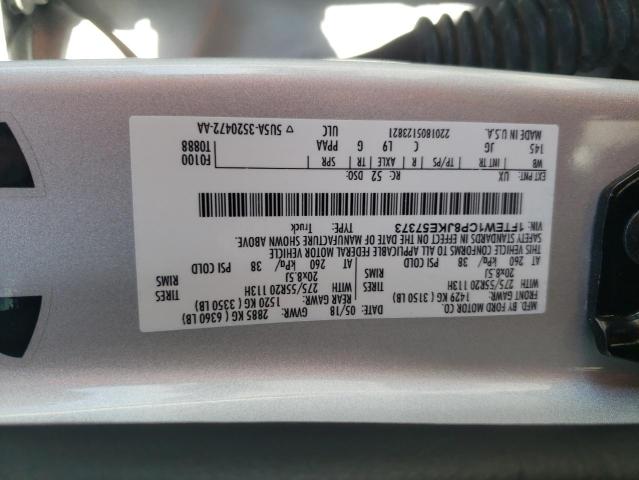 MFD. BY FORD MOTOR CO.
DATE: 05/18 GVWR: 2885 KG ( 6360 LB)
FRONT GAWR: 1429 KG ( 3150 LB) REAR GAWR: 1520 KG ( 3350 LB)
WITH 275/55R20 113H TIRES WITH 275/55R20 113H TIRES
20x8.5J RIMS 20x8.5J RIMS
AT 260 kPa/ 38 PSI COLD AT 260 kPa/ 38 PSI COLD
THIS VEHICLE CONFORMS TO ALL APPLICABLE FEDERAL MOTOR VEHICLE
SAFETY STANDARDS IN EFFECT ON THE DATE OF MANUFACTURE SHOWN ABOVE.
VIN: 1FTEW1CP8JKE57373 TYPE: Truck
F0100
10888
EXT PNT: UX RC: 52 DSO:
WB INT TR TP/PS R AXLE TR SPR
145 JG C L9 G PPAA
MADE IN U.S.A. 2201805123821 ULC
▽ SU5A-3S20472-AA